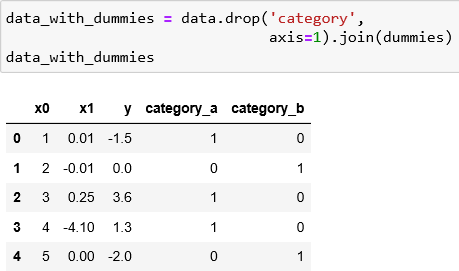 data_with_dummies = data.drop('category',
axis=1).join(dummies)
data_with_dummies
x0 x1 y category_a category_b
0 1 0.01 -1.5 1 0
1 2 -0.01 0.0 0 1
2 3 0.25 3.6 1 0
3 4 -4.10 1.3 1 0
4 5 0.00 -2.0 0 1